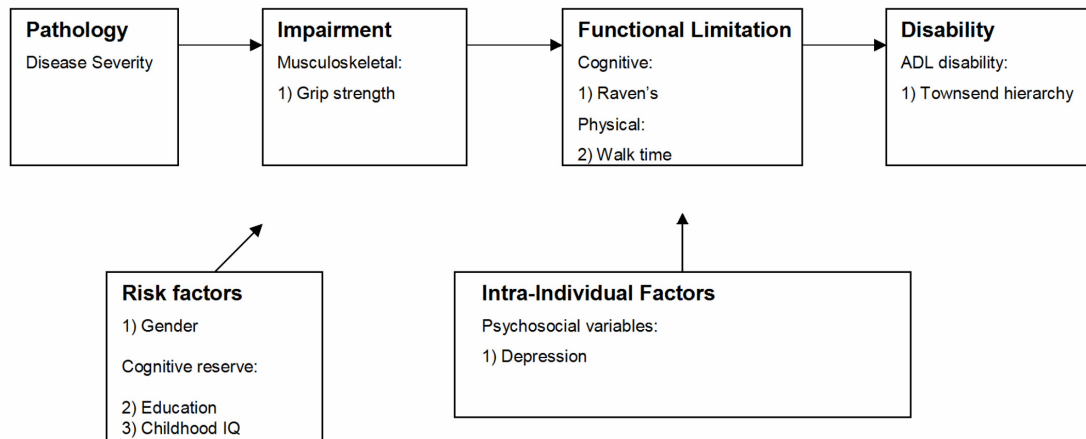 Pathology
Disease Severity
Impairment
Musculoskeletal:
1) Grip strength
Functional Limitation
Cognitive:
1) Raven's
Physical:
2) Walk time
Disability
ADL disability:
1) Townsend hierarchy
Risk factors
1) Gender
Cognitive reserve:
2) Education
3) Childhood IQ
Intra-Individual Factors
Psychosocial variables:
1) Depression